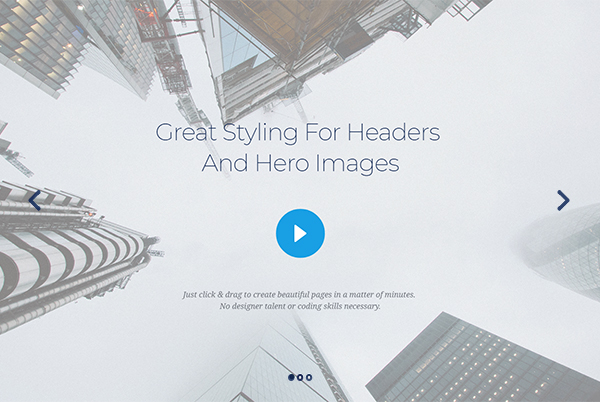 Great Styling For Headers
And Hero Images
Just click & drag to create beautiful pages in a matter of minutes.
No designer talent or coding skills necessary.